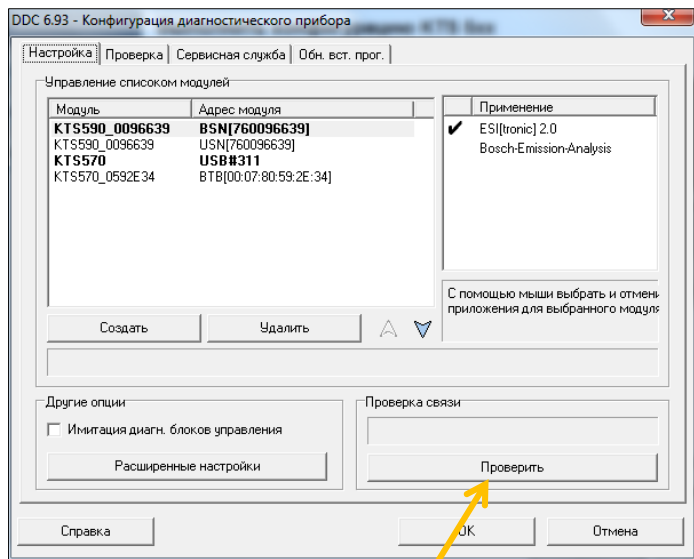 DDC 6.93 - Конфигурация диагностического прибора
Настройка Проверка Сервисная служба Обн. вст. прог.
Управление списоком модулей
Модуль Адрес модуля
KTS590_0096639 BSN[760096639]
KTS590_0096639 USN[760096639]
KTS570 USB#311
KTS570_0592E34 BTB[00:07:80:59:2E:34]
Применение
ESI[tronic] 2.0
Bosch-Emission-Analysis
С помощью мыши выбрать и отмени
приложения для выбранного модуля
Создать Удалить
Другие опции
Имитация диагн. блоков управления
Расширенные настройки
Проверка связи
Проверить
Справка OK Отмена